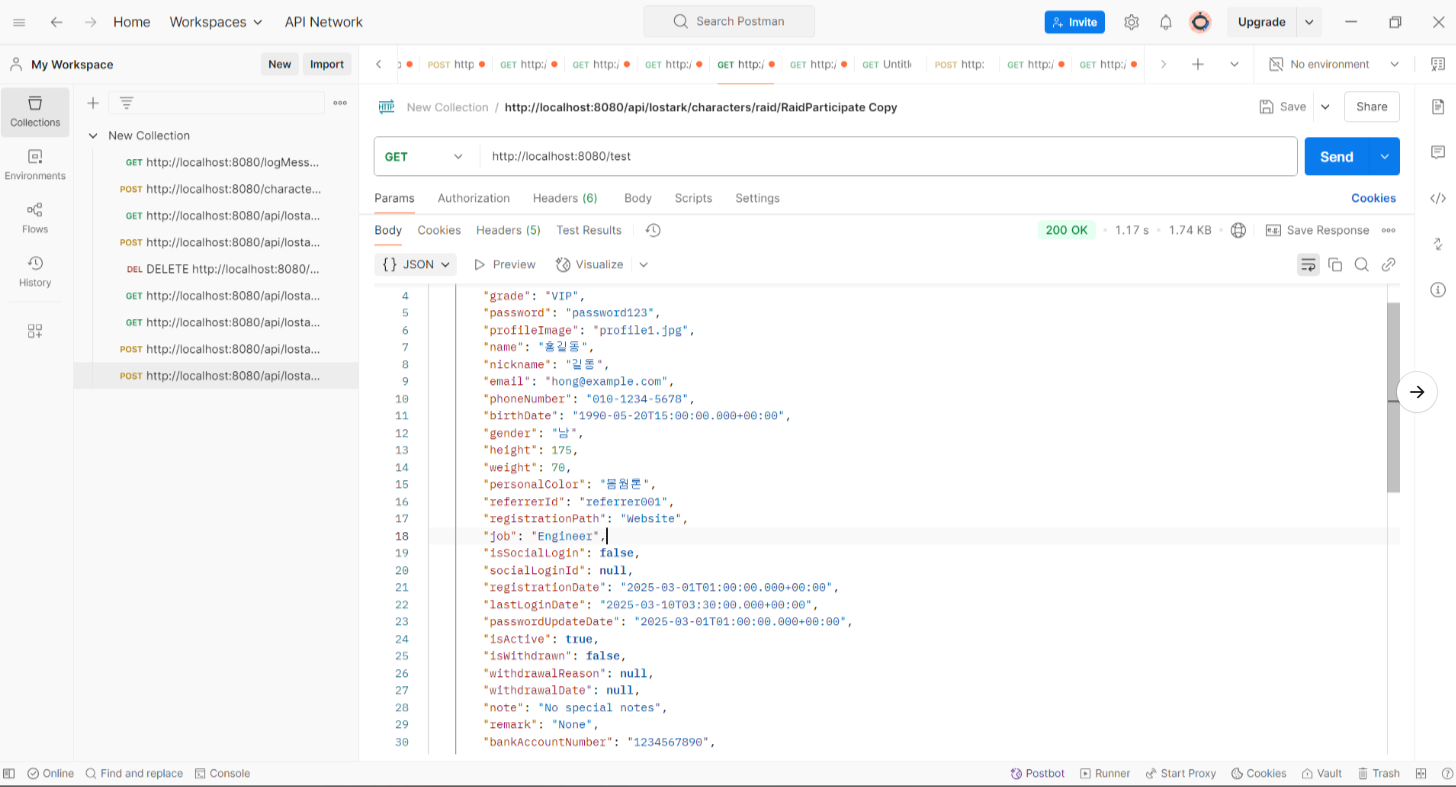 Home Workspaces API Network Search Postman Invite Upgrade
My Workspace New Import POST http GET http:/ GET http:/ GET http:/ GET http:/ GET http:/ GET Untitl POST http: GET http:/ GET http:/ No environment
Collections
Environments
Flows
History
New Collection
GET http://localhost:8080/logMess...
POST http://localhost:8080/characte...
GET http://localhost:8080/api/losta...
POST http://localhost:8080/api/losta...
DEL DELETE http://localhost:8080/...
GET http://localhost:8080/api/losta...
GET http://localhost:8080/api/losta...
POST http://localhost:8080/api/losta...
POST http://localhost:8080/api/losta...
HTTP New Collection / http://localhost:8080/api/lostark/characters/raid/RaidParticipate Copy Save Share
GET http://localhost:8080/test Send
Params Authorization Headers (6) Body Scripts Settings Cookies
Body Cookies Headers (5) Test Results 200 OK • 1.17 s • 1.74 KB e.g. Save Response
{} JSON Preview Visualize
4 "grade": "VIP",
5 "password": "password123",
6 "profileImage": "profile1.jpg",
7 "name": "홍길동",
8 "nickname": "길동",
9 "email": "hong@example.com",
10 "phoneNumber": "010-1234-5678",
11 "birthDate": "1990-05-20T15:00:00.000+00:00",
12 "gender": "남",
13 "height": 175,
14 "weight": 70,
15 "personalColor": "봄웜톤",
16 "referrerId": "referrer001",
17 "registrationPath": "Website",
18 "job": "Engineer",
19 "isSocialLogin": false,
20 "socialLoginId": null,
21 "registrationDate": "2025-03-01T01:00:00.000+00:00",
22 "lastLoginDate": "2025-03-10T03:30:00.000+00:00",
23 "passwordUpdateDate": "2025-03-01T01:00:00.000+00:00",
24 "isActive": true,
25 "isWithdrawn": false,
26 "withdrawalReason": null,
27 "withdrawalDate": null,
28 "note": "No special notes",
29 "remark": "None",
30 "bankAccountNumber": "1234567890",
Online Find and replace Console Postbot Runner Start Proxy Cookies Vault Trash